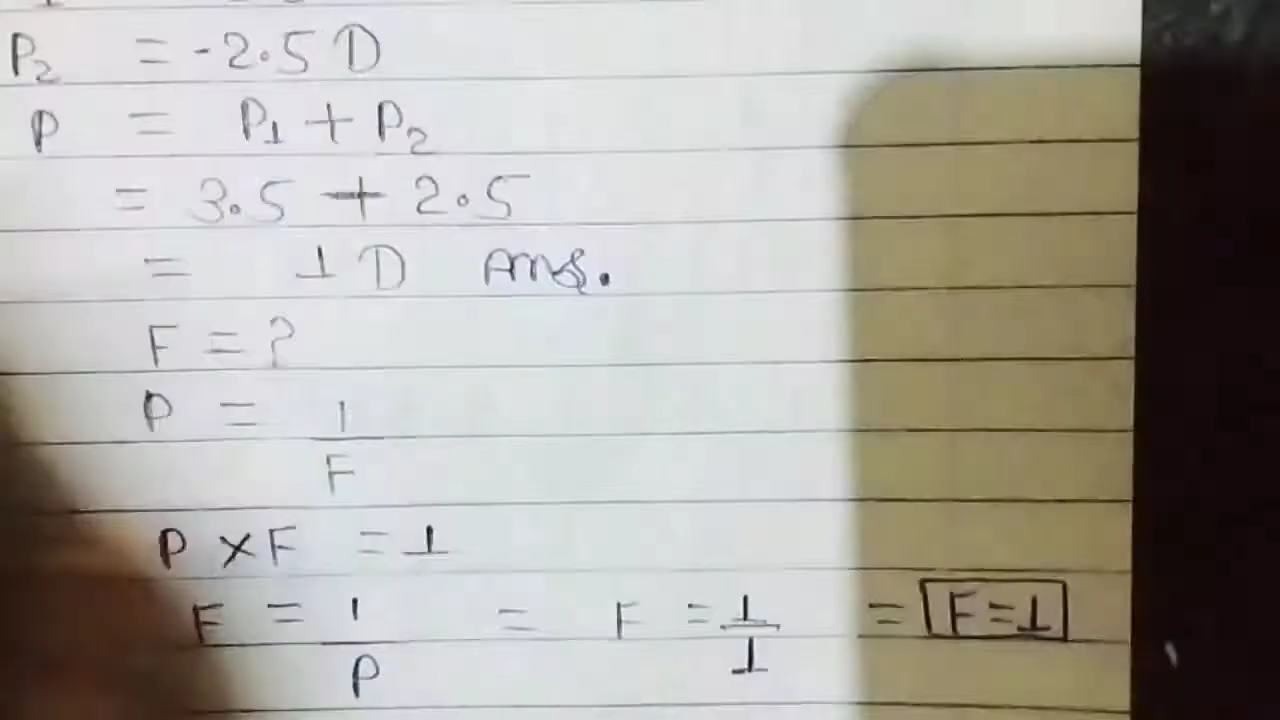 P₂ = -2.5 D
P = P₁ + P₂
= 3.5 + 2.5
= 1 D Ans.
F = ?
P = 1/F
P × F = 1
F = 1/P = F = 1/1 = F = 1